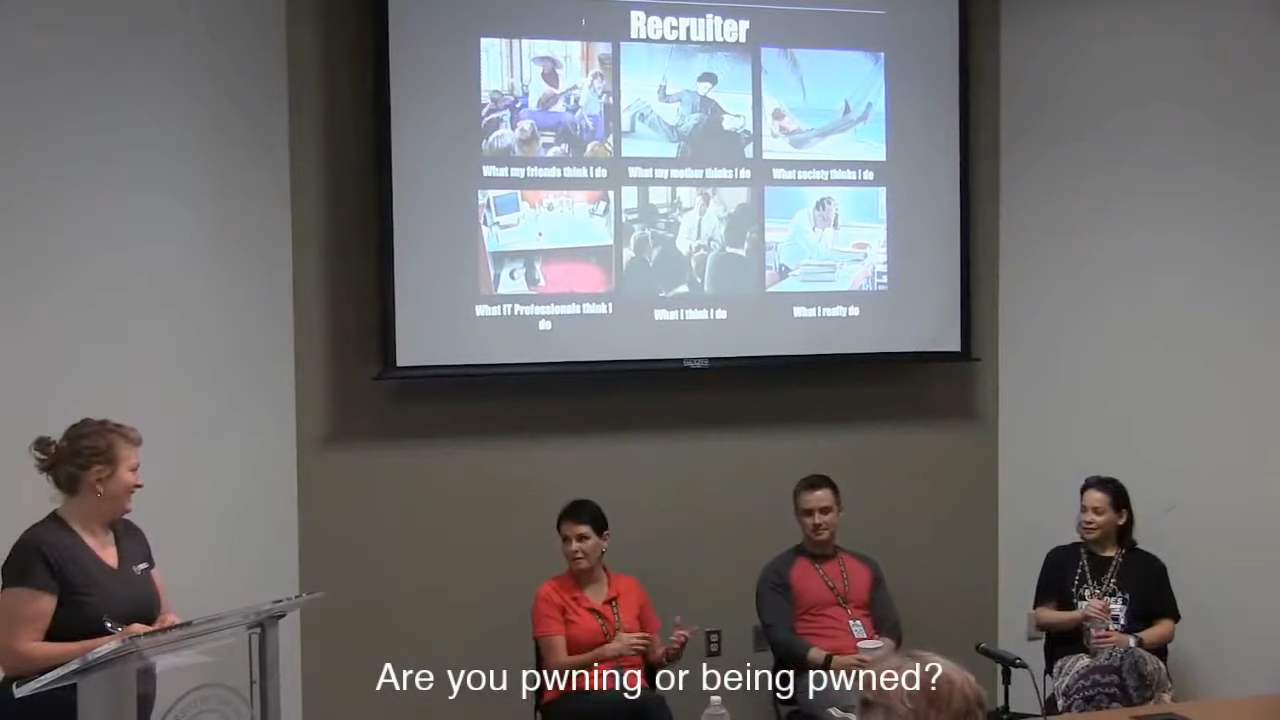 Recruiter
What my friends think I do
What my mother thinks I do
What society thinks I do
What IT Professionals think I
do
What I think I do
What I really do
Are you pwning or being pwned?